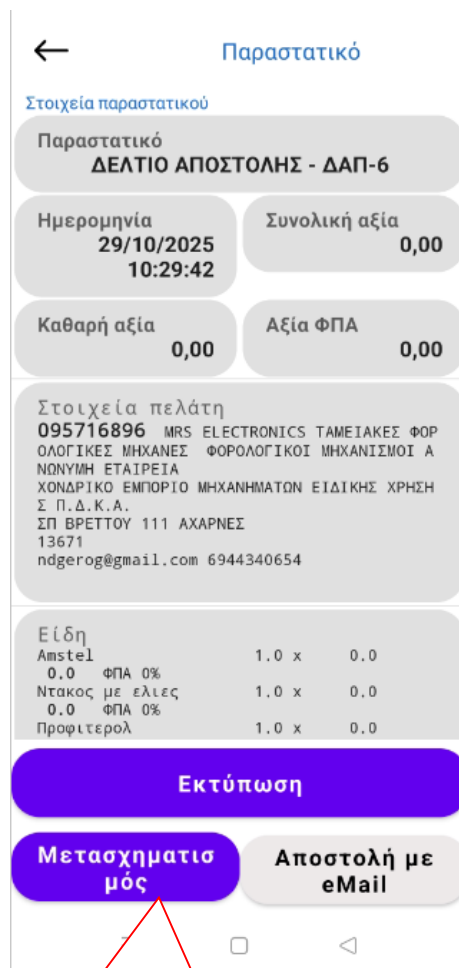 Παραστατικό
Στοιχεία παραστατικού
Παραστατικό
ΔΕΛΤΙΟ ΑΠΟΣΤΟΛΗΣ - ΔΑΠ-6
Ημερομηνία
29/10/2025
10:29:42
Συνολική αξία
0,00
Καθαρή αξία
0,00
Αξία ΦΠΑ
0,00
Στοιχεία πελάτη
095716896 MRS ELECTRONICS ΤΑΜΕΙΑΚΕΣ ΦΟΡ
ΟΛΟΓΙΚΕΣ ΜΗΧΑΝΕΣ ΦΟΡΟΛΟΓΙΚΟΙ ΜΗΧΑΝΙΣΜΟΙ Α
ΝΩΝΥΜΗ ΕΤΑΙΡΕΙΑ
ΧΟΝΔΡΙΚΟ ΕΜΠΟΡΙΟ ΜΗΧΑΝΗΜΑΤΩΝ ΕΙΔΙΚΗΣ ΧΡΗΣΗ
Σ Π.Δ.Κ.Α.
ΣΠ ΒΡΕΤΤΟΥ 111 ΑΧΑΡΝΕΣ
13671
ndgerog@gmail.com 6944340654
Είδη
Amstel 1.0 x 0.0
0.0 ΦΠΑ 0%
Ντακος με ελιες 1.0 x 0.0
0.0 ΦΠΑ 0%
Προφιτερολ 1.0 x 0.0
Εκτύπωση
Μετασχηματισ
μός
Αποστολή με
eMail